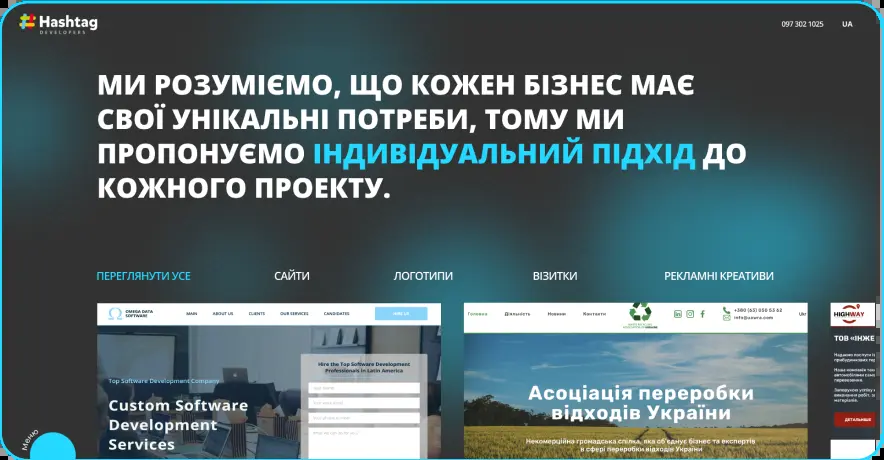 Hashtag
DEVELOPERS
097 302 1025
UA
МИ РОЗУМІЄМО, ЩО КОЖЕН БІЗНЕС МАЄ
СВОЇ УНІКАЛЬНІ ПОТРЕБИ, ТОМУ МИ
ПРОПОНУЄМО ІНДИВІДУАЛЬНИЙ ПІДХІД ДО
КОЖНОГО ПРОЕКТУ.
ПЕРЕГЛЯНУТИ УСЕ
САЙТИ
ЛОГОТИПИ
ВІЗИТКИ
РЕКЛАМНІ КРЕАТИВИ
OMEGA DATA
SOFTWARE
MAIN
ABOUT US
CLIENTS
OUR SERVICES
CANDIDATES
HIRE US
Hire the Top Software Development
Professionals in Latin America
Top Software Development Company
Custom Software
Development
Services
Головна
Діяльність
Новини
Контакти
+380 (63) 050 53 62
info@uawra.com
Ukr
Асоціація переробки
відходів України
Некомерційна громадська спілка, яка об'єднує бізнес та експертів
в сфері переробки відходів України
HIGHWAY
ТОВ «ІНЖЕ
ДЕТАЛЬНІШЕ
Меню